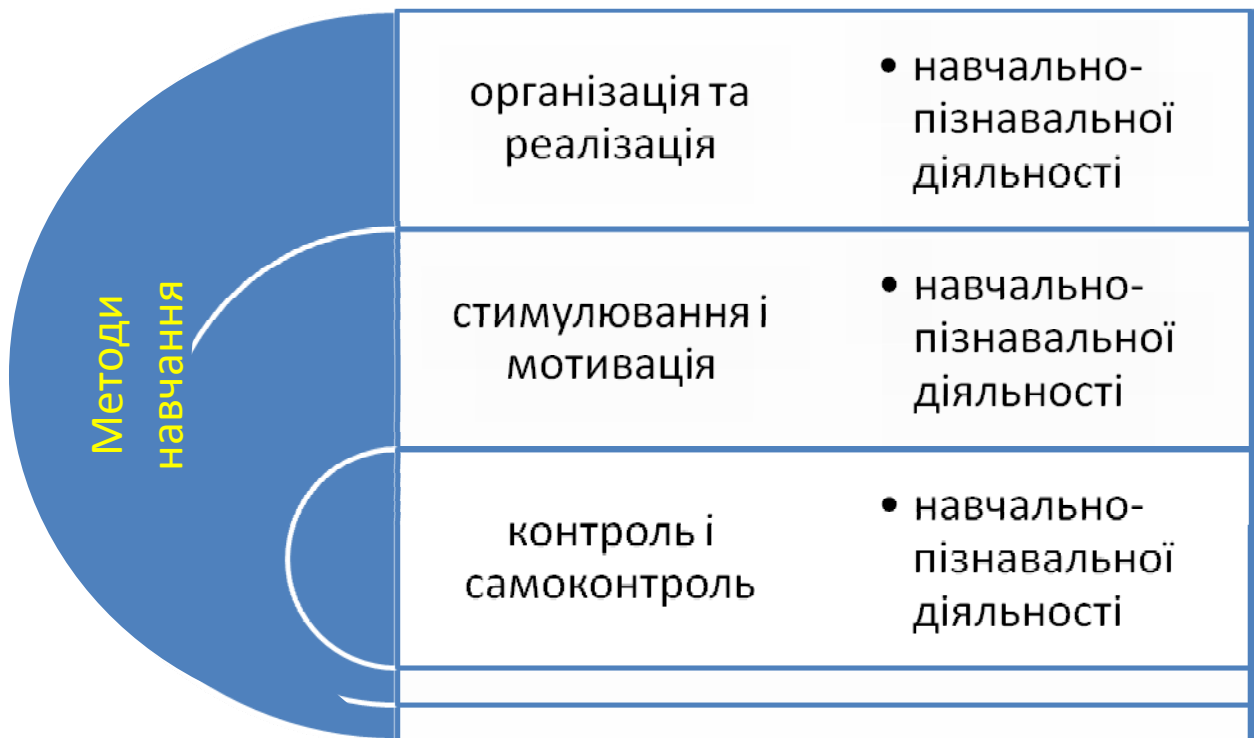 Методи
навчання
організація та
реалізація
• навчально-
пізнавальної
діяльності
стимулювання і
мотивація
• навчально-
пізнавальної
діяльності
контроль і
самоконтроль
• навчально-
пізнавальної
діяльності